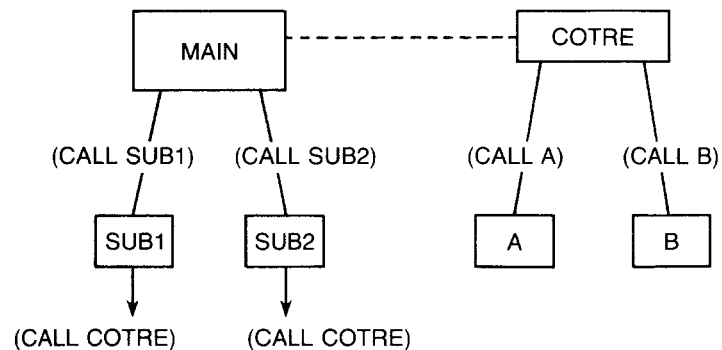 MAIN
COTRE
(CALL SUB1)
(CALL SUB2)
(CALL A)
(CALL B)
SUB1
SUB2
A
B
(CALL COTRE)
(CALL COTRE)